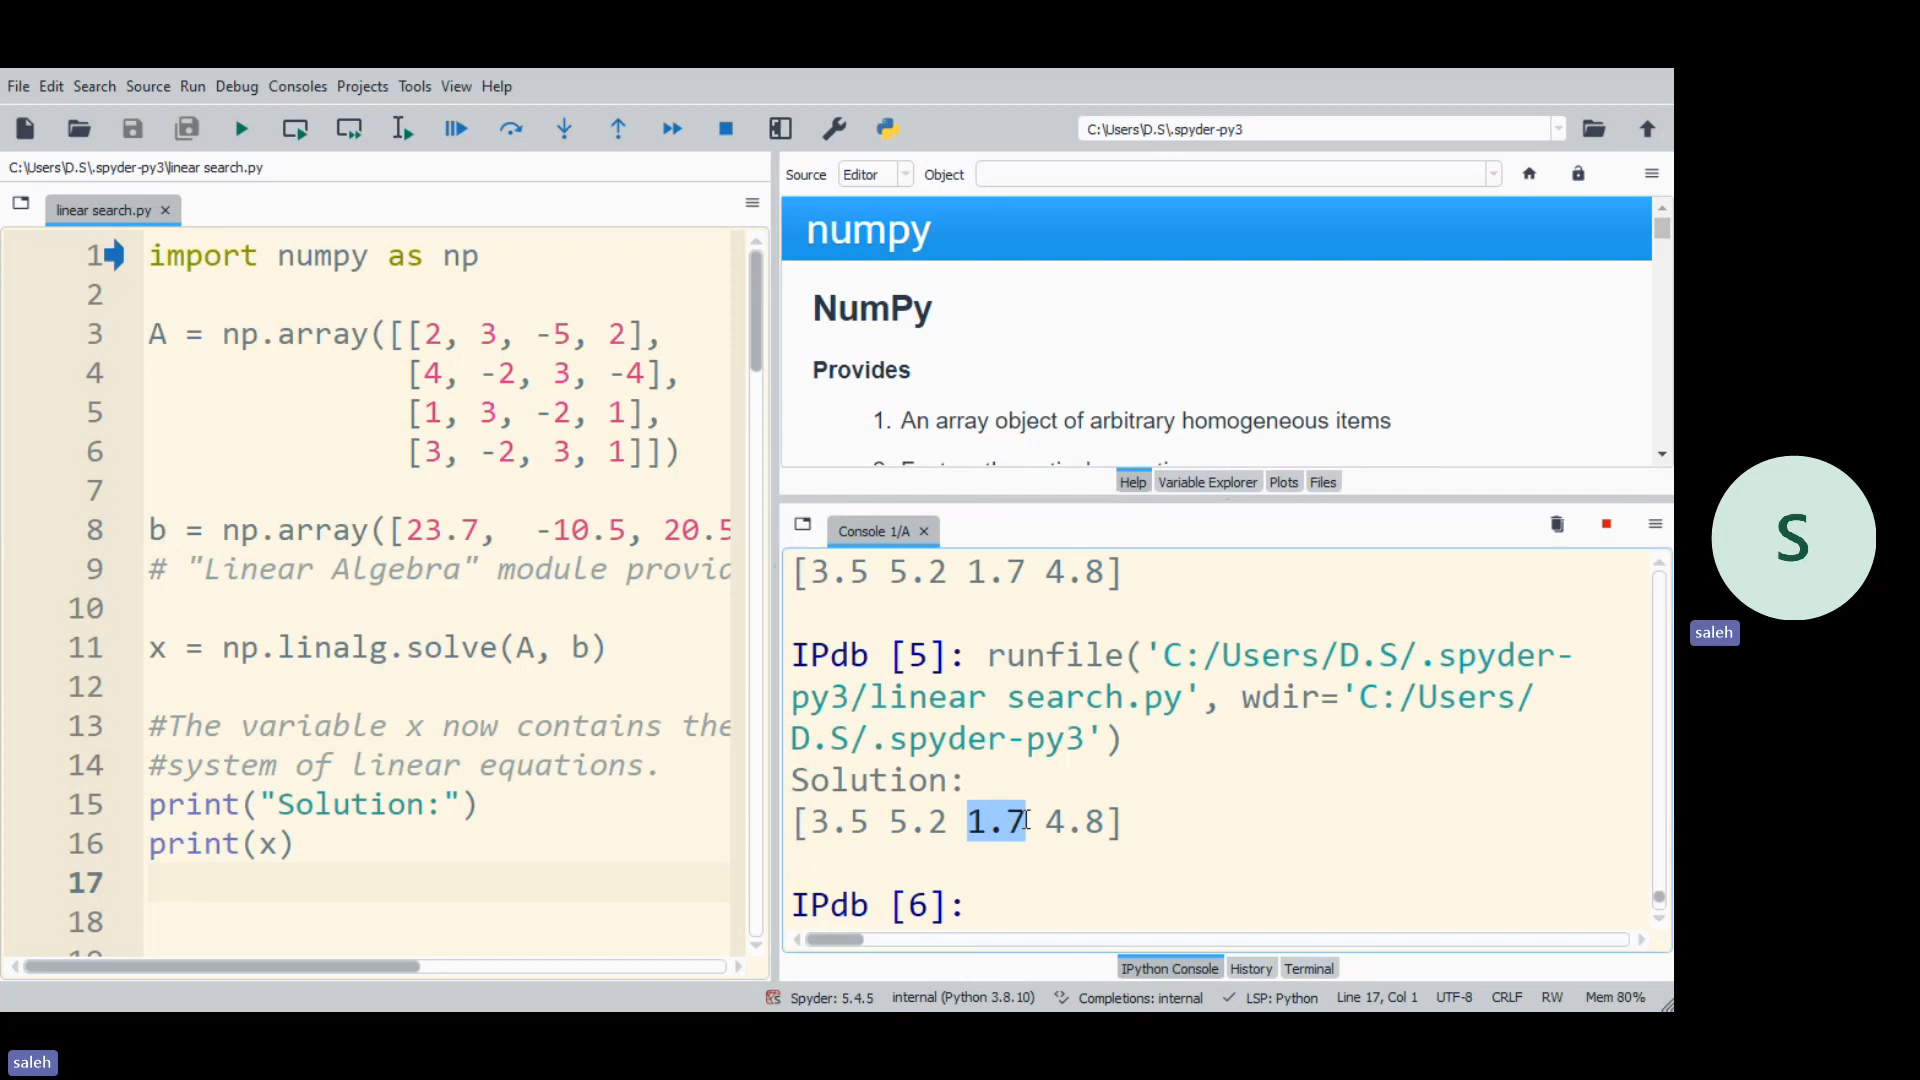 File Edit Search Source Run Debug Consoles Projects Tools View Help
C:\Users\D.S\.spyder-py3
C:\Users\D.S\.spyder-py3\linear search.py
linear search.py
1 import numpy as np
2
3 A = np.array([[2, 3, -5, 2],
4 [4, -2, 3, -4],
5 [1, 3, -2, 1],
6 [3, -2, 3, 1]])
7
8 b = np.array([23.7, -10.5, 20.5
9 # "Linear Algebra" module provid
10
11 x = np.linalg.solve(A, b)
12
13 #The variable x now contains the
14 #system of linear equations.
15 print("Solution:")
16 print(x)
17
18
Source Editor Object
numpy
NumPy
Provides
1. An array object of arbitrary homogeneous items
Help Variable Explorer Plots Files
Console 1/A
[3.5 5.2 1.7 4.8]
IPdb [5]: runfile('C:/Users/D.S/.spyder-
py3/linear search.py', wdir='C:/Users/
D.S/.spyder-py3')
Solution:
[3.5 5.2 1.7 4.8]
IPdb [6]:
IPython Console History Terminal
Spyder: 5.4.5 internal (Python 3.8.10) Completions: internal LSP: Python Line 17, Col 1 UTF-8 CRLF RW Mem 80%
S
saleh
saleh